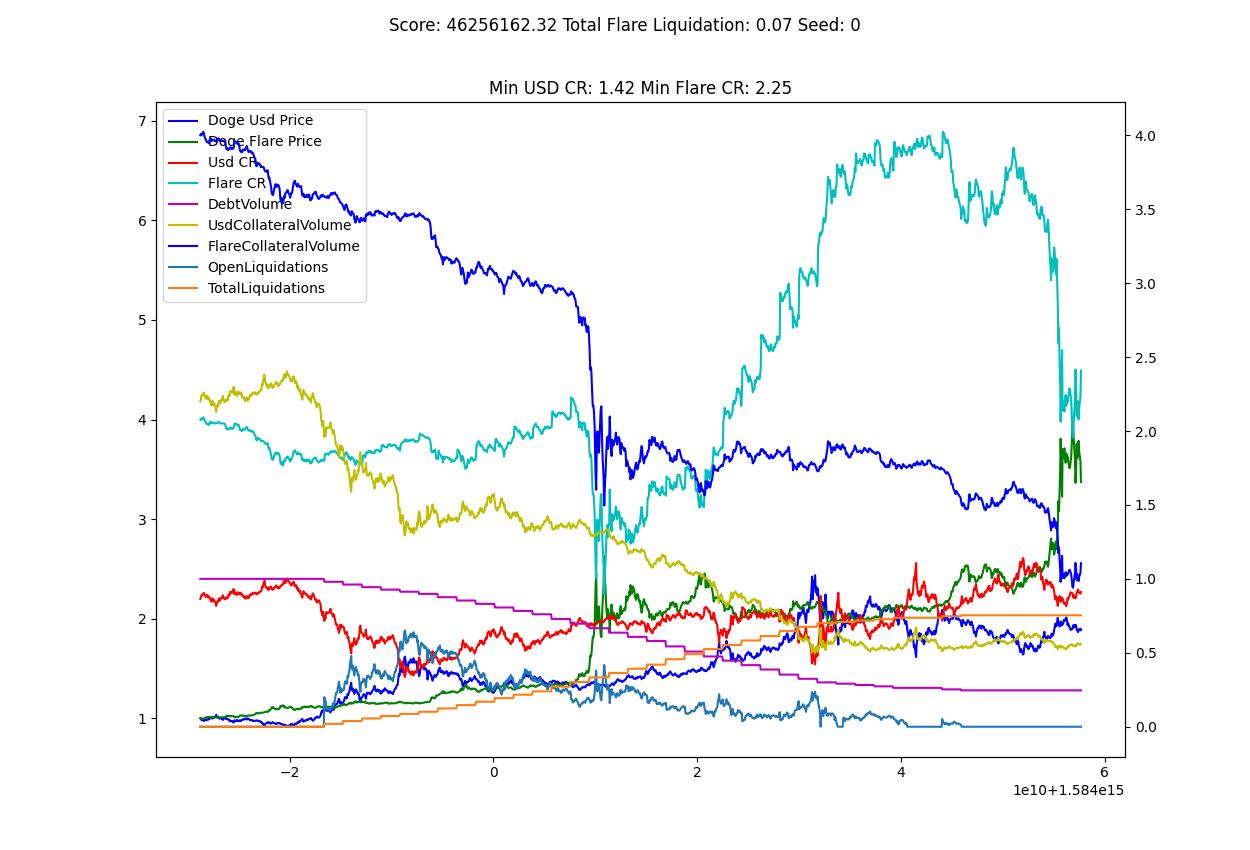 Score: 46256162.32 Total Flare Liquidation: 0.07 Seed: 0
Min USD CR: 1.42 Min Flare CR: 2.25
Doge Usd Price
Doge Flare Price
Usd CR
Flare CR
DebtVolume
UsdCollateralVolume
FlareCollateralVolume
OpenLiquidations
TotalLiquidations
7
6
5
4
3
2
1
4.0
3.5
3.0
2.5
2.0
1.5
1.0
0.5
0.0
−2
0
2
4
6
1e10+1.584e15